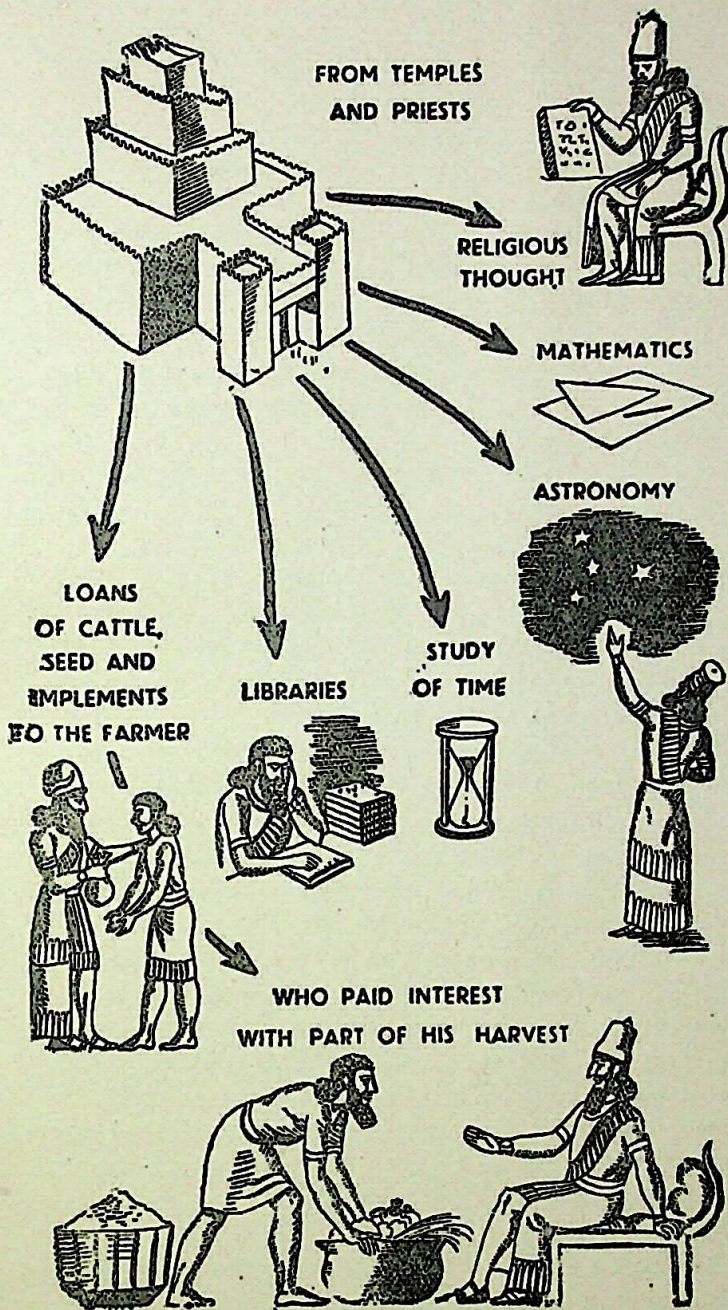 FROM TEMPLES
AND PRIESTS
RELIGIOUS
THOUGHT
MATHEMATICS
ASTRONOMY
LOANS
OF CATTLE,
SEED AND
IMPLEMENTS
TO THE FARMER
LIBRARIES
STUDY
OF TIME
WHO PAID INTEREST
WITH PART OF HIS HARVEST